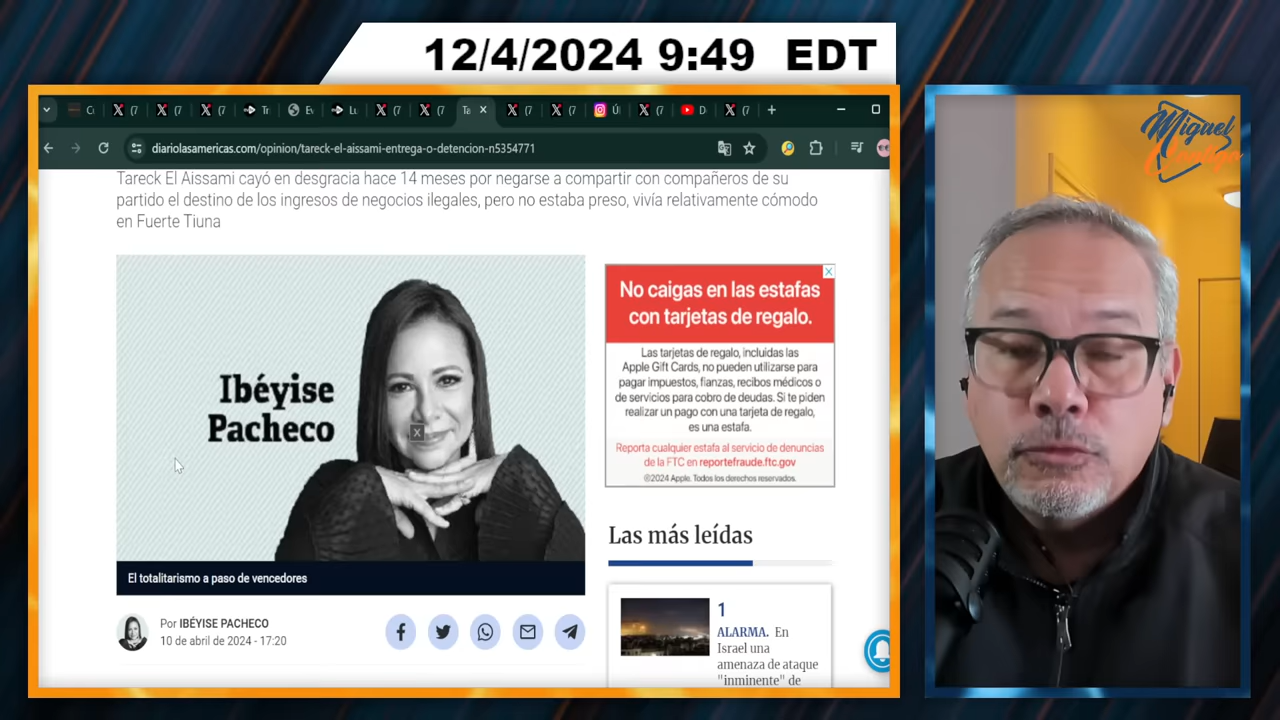 12/4/2024 9:49 EDT
Miguel
Contigo
diariolasamericas.com/opinion/tareck-el-aissami-entrega-o-detencion-n5354771
Tareck El Aissami cayó en desgracia hace 14 meses por negarse a compartir con compañeros de su
partido el destino de los ingresos de negocios ilegales, pero no estaba preso, vivía relativamente cómodo
en Fuerte Tiuna
Ibéyise
Pacheco
El totalitarismo a paso de vencedores
Por IBÉYISE PACHECO
10 de abril de 2024 - 17:20
No caigas en las estafas
con tarjetas de regalo.
Las tarjetas de regalo, incluidas las
Apple Gift Cards, no pueden utilizarse para
pagar impuestos, fianzas, recibos médicos o
de servicios para cobro de deudas. Si te piden
realizar un pago con una tarjeta de regalo,
es una estafa.
Reporta cualquier estafa al servicio de denuncias
de la FTC en reportefraude.ftc.gov
©2024 Apple. Todos los derechos reservados.
Las más leídas
1
ALARMA. En
Israel una
amenaza de ataque
"inminente" de